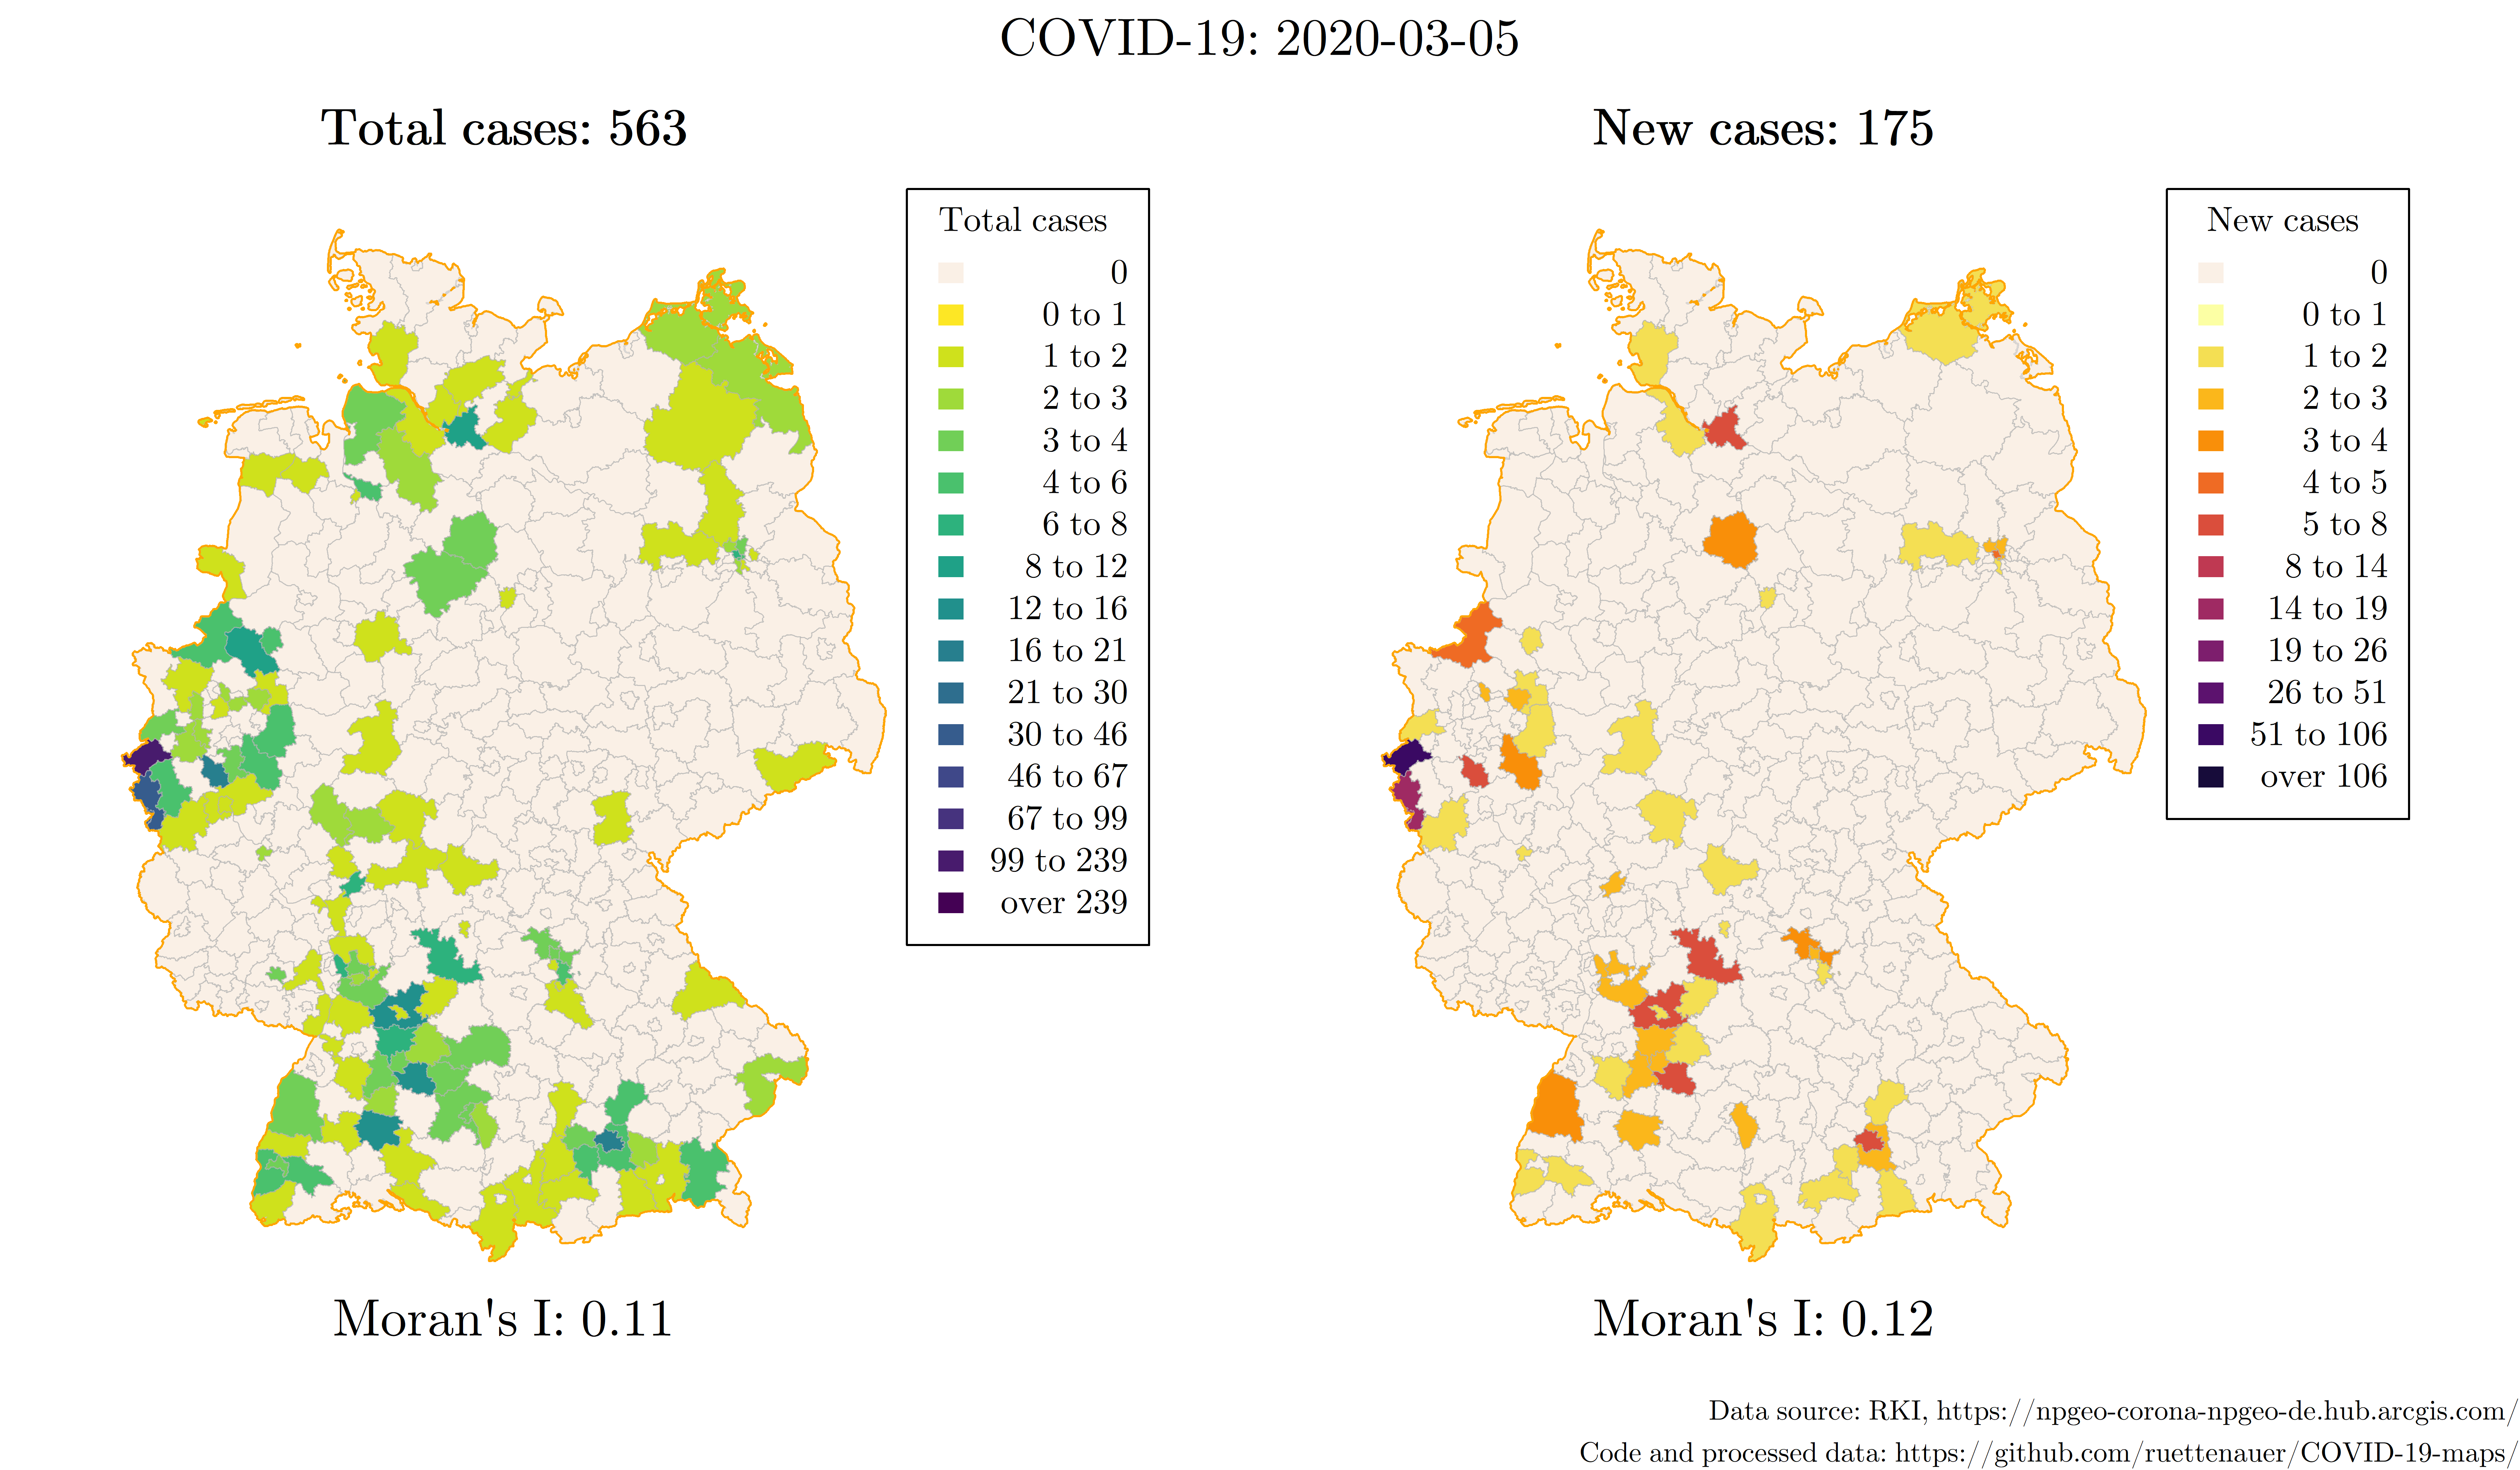 COVID-19: 2020-03-05
Total cases: 563
Total cases
0
0 to 1
1 to 2
2 to 3
3 to 4
4 to 6
6 to 8
8 to 12
12 to 16
16 to 21
21 to 30
30 to 46
46 to 67
67 to 99
99 to 239
over 239
Moran's I: 0.11
New cases: 175
New cases
0
0 to 1
1 to 2
2 to 3
3 to 4
4 to 5
5 to 8
8 to 14
14 to 19
19 to 26
26 to 51
51 to 106
over 106
Moran's I: 0.12
Data source: RKI, https://npgeo-corona-npgeo-de.hub.arcgis.com/
Code and processed data: https://github.com/ruettenauer/COVID-19-maps/